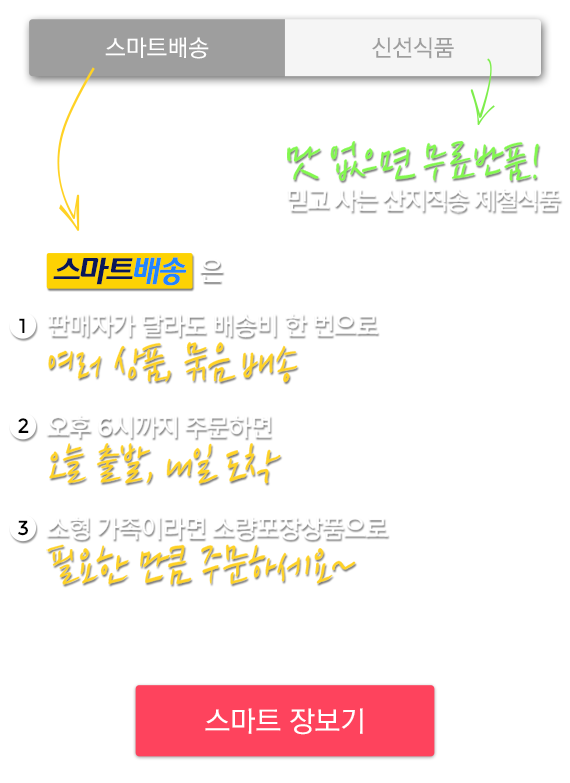 스마트배송 신선식품
맛 없으면 무료반품!
믿고 사는 산지직송 제철식품
스마트배송 은
1 판매자가 달라도 배송비 한 번으로
여러 상품, 묶음 배송
2 오후 6시까지 주문하면
오늘 출발, 내일 도착
3 소형 가족이라면 소량포장상품으로
필요한 만큼 주문하세요~
스마트 장보기